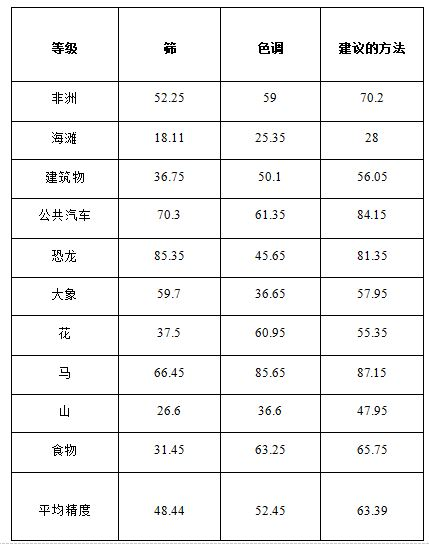 等级 筛 色调 建议的方法
非洲 52.25 59 70.2
海滩 18.11 25.35 28
建筑物 36.75 50.1 56.05
公共汽车 70.3 61.35 84.15
恐龙 85.35 45.65 81.35
大象 59.7 36.65 57.95
花 37.5 60.95 55.35
马 66.45 85.65 87.15
山 26.6 36.6 47.95
食物 31.45 63.25 65.75
平均精度 48.44 52.45 63.39